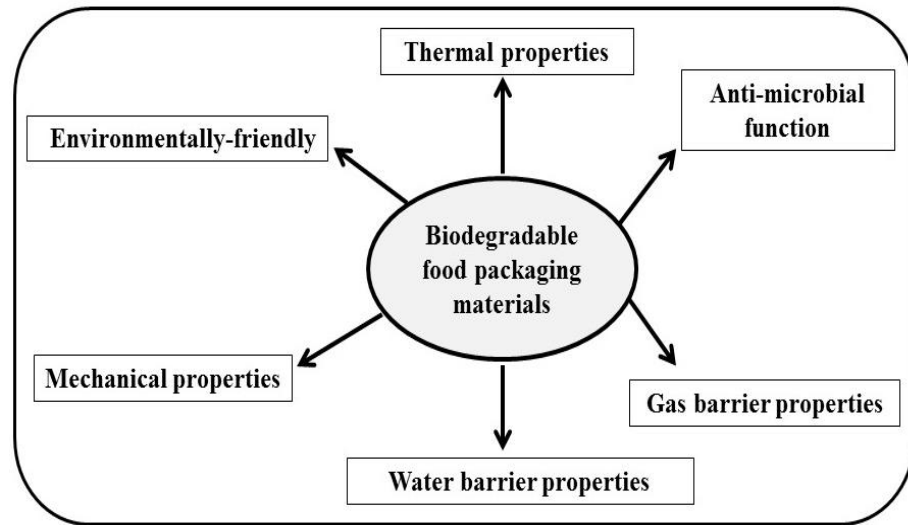 Thermal properties
Anti-microbial
function
Environmentally-friendly
Biodegradable
food packaging
materials
Mechanical properties
Gas barrier properties
Water barrier properties